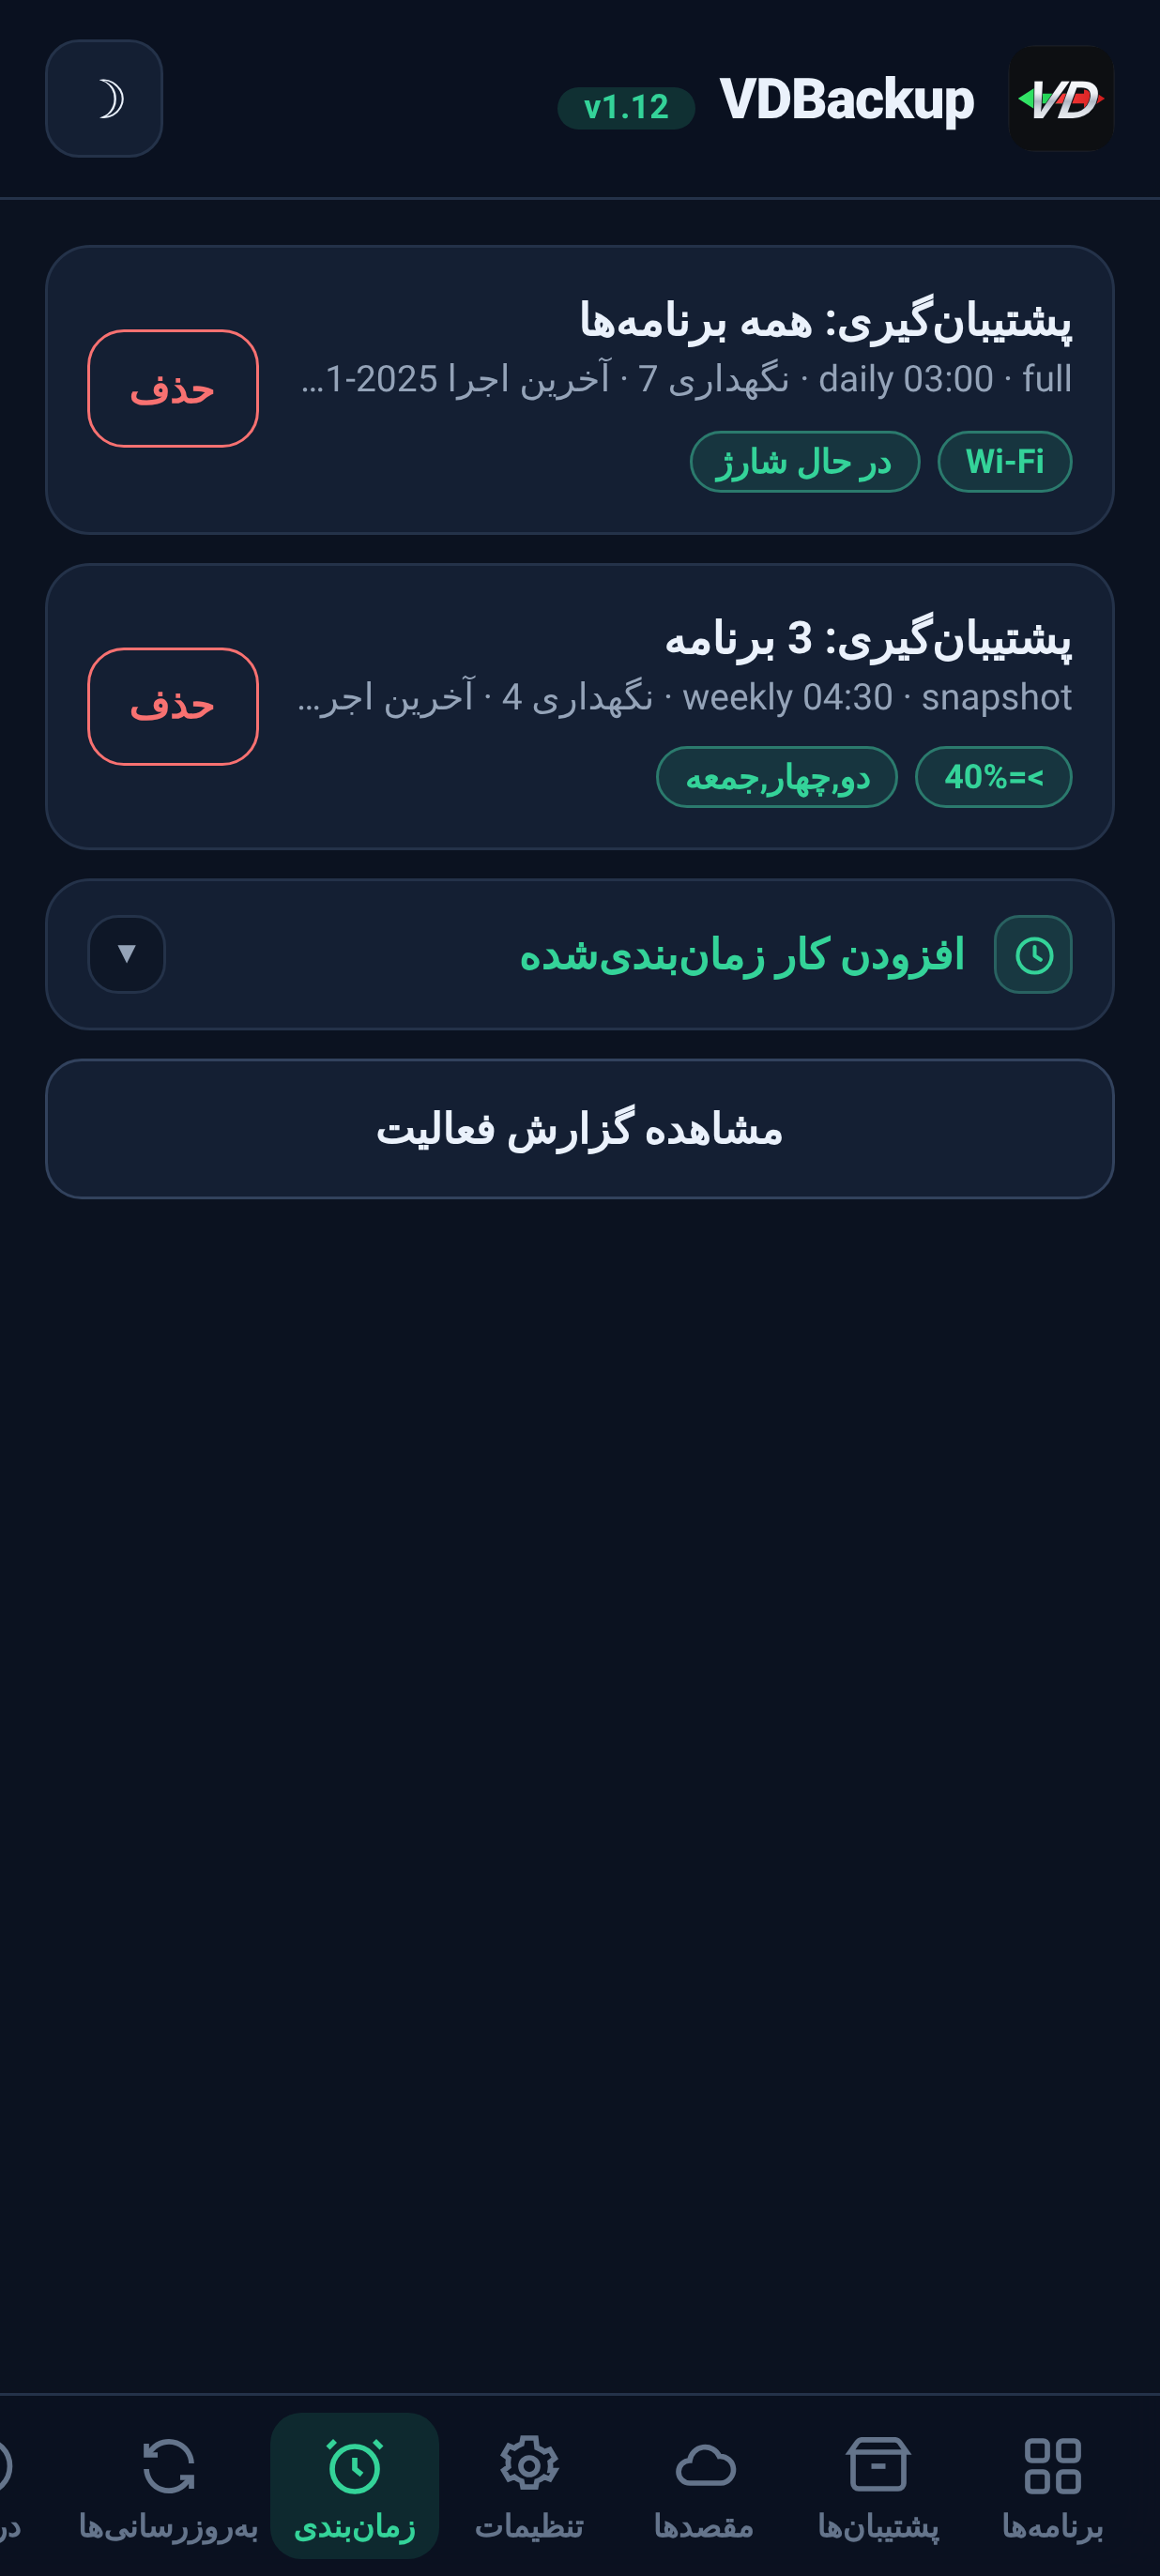 VD
VDBackup v1.12
پشتیبان‌گیری: همه برنامه‌ها
full · daily 03:00 · نگهداری 7 · آخرین اجرا 2025-1…
Wi-Fi
در حال شارژ
حذف
پشتیبان‌گیری: 3 برنامه
snapshot · weekly 04:30 · نگهداری 4 · آخرین اجر…
>=40%
دو,چهار,جمعه
حذف
افزودن کار زمان‌بندی‌شده
مشاهده گزارش فعالیت
برنامه‌ها
پشتیبان‌ها
مقصدها
تنظیمات
زمان‌بندی
به‌روزرسانی‌ها